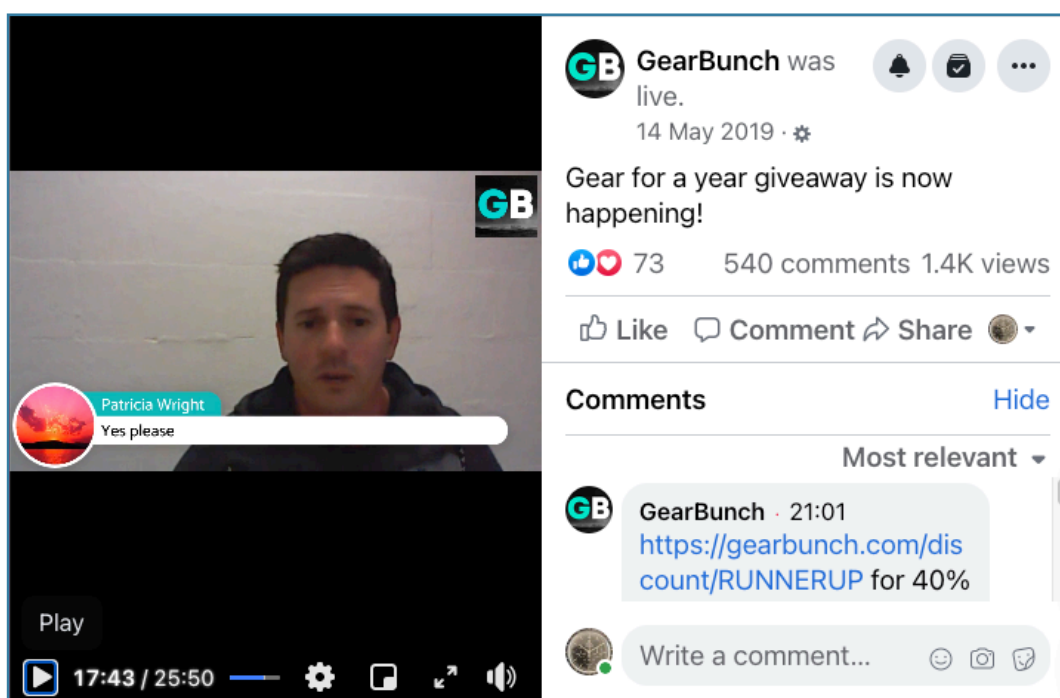 GB
Patricia Wright
Yes please
Play
17:43 / 25:50
GB
GearBunch was
live.
14 May 2019 ·
Gear for a year giveaway is now
happening!
73 540 comments 1.4K views
Like Comment Share
Comments Hide
Most relevant
GB
GearBunch · 21:01
https://gearbunch.com/dis
count/RUNNERUP for 40%
Write a comment...